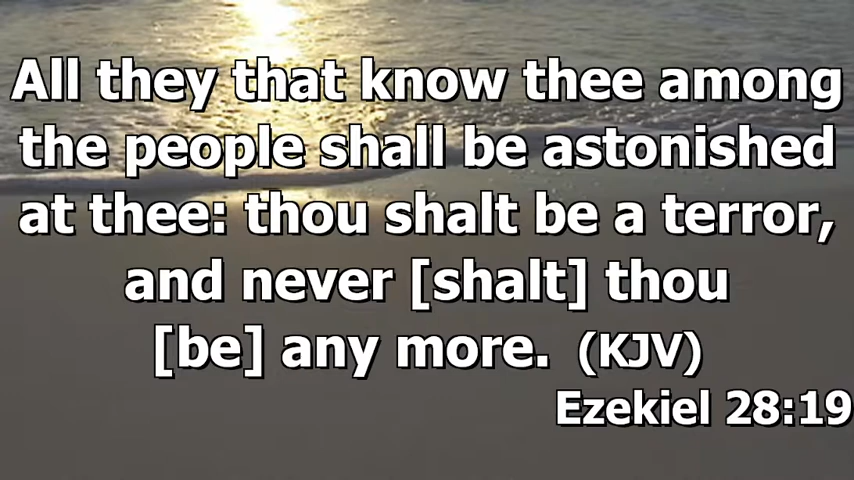 All they that know thee among
the people shall be astonished
at thee: thou shalt be a terror,
and never [shalt] thou
[be] any more. (KJV)
Ezekiel 28:19